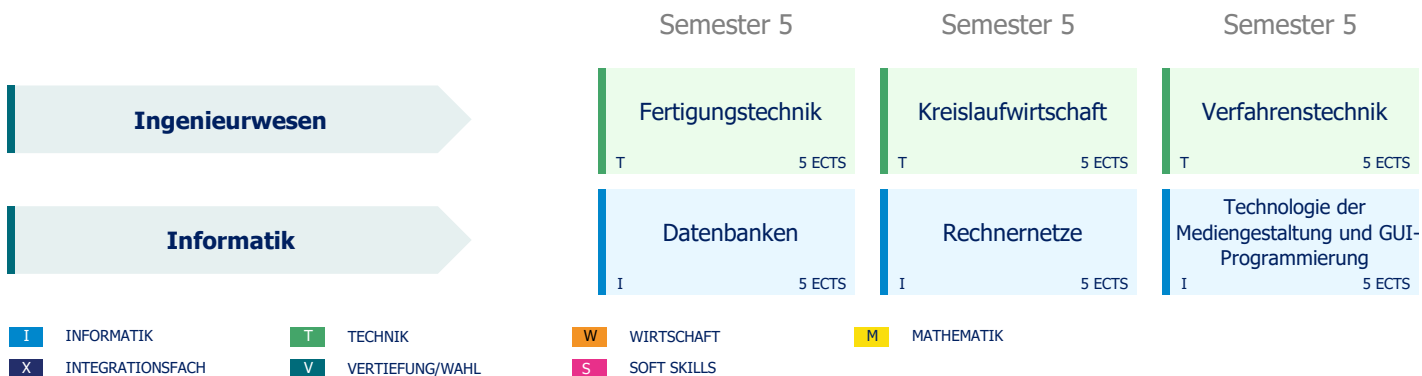 Semester 5 Semester 5 Semester 5
Ingenieurwesen
Fertigungstechnik
T 5 ECTS
Kreislaufwirtschaft
T 5 ECTS
Verfahrenstechnik
T 5 ECTS
Informatik
Datenbanken
I 5 ECTS
Rechnernetze
I 5 ECTS
Technologie der
Mediengestaltung und GUI-
Programmierung
I 5 ECTS
I INFORMATIK T TECHNIK W WIRTSCHAFT M MATHEMATIK
X INTEGRATIONSFACH V VERTIEFUNG/WAHL S SOFT SKILLS